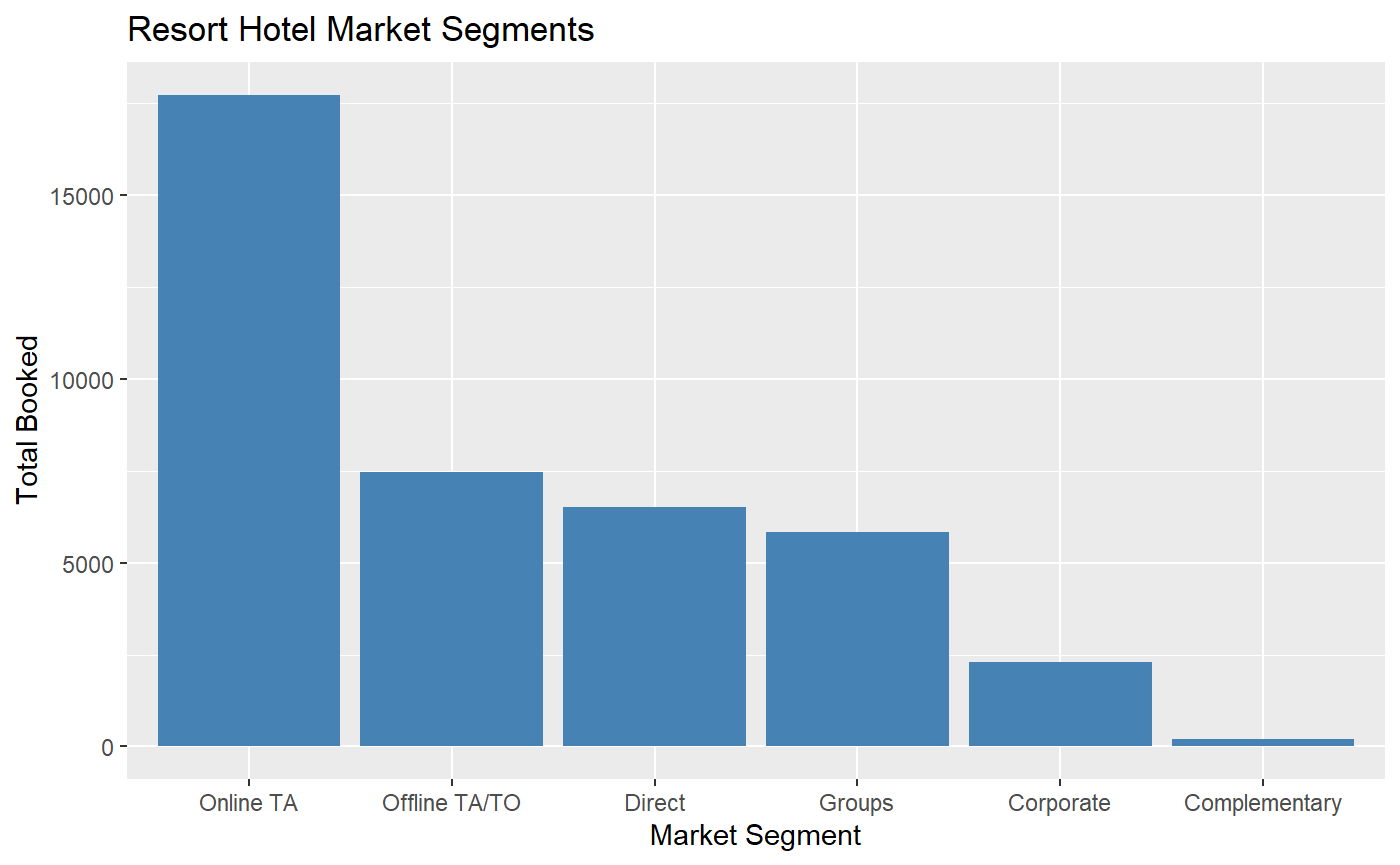 Resort Hotel Market Segments
Total Booked
15000
10000
5000
0
Online TA
Offline TA/TO
Direct
Groups
Corporate
Complementary
Market Segment